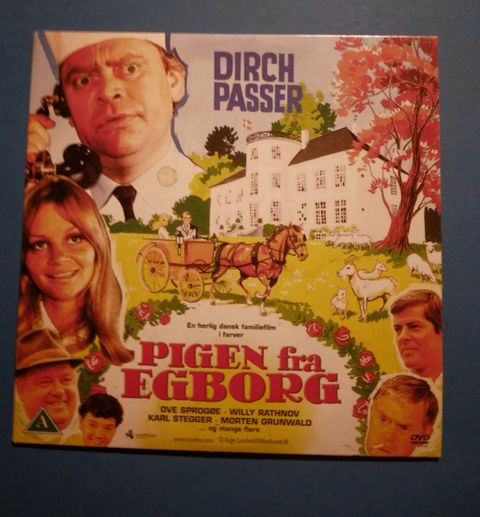 DIRCH
PASSER
En herlig dansk familiefilm
i farver
PIGEN fra
EGBORG
OVE SPROGØE · WILLY RATHNOV
KARL STEGGER · MORTEN GRUNWALD
.... og mange flere
A
DVD